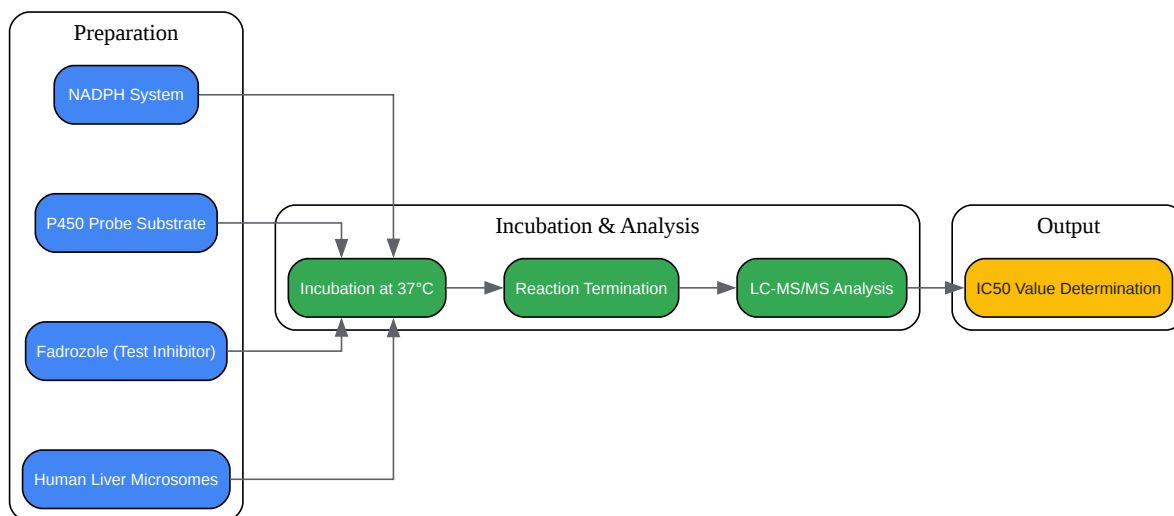 Preparation
NADPH System
P450 Probe Substrate
Fadrozole (Test Inhibitor)
Human Liver Microsomes
Incubation & Analysis
Incubation at 37°C
Reaction Termination
LC-MS/MS Analysis
Output
IC50 Value Determination